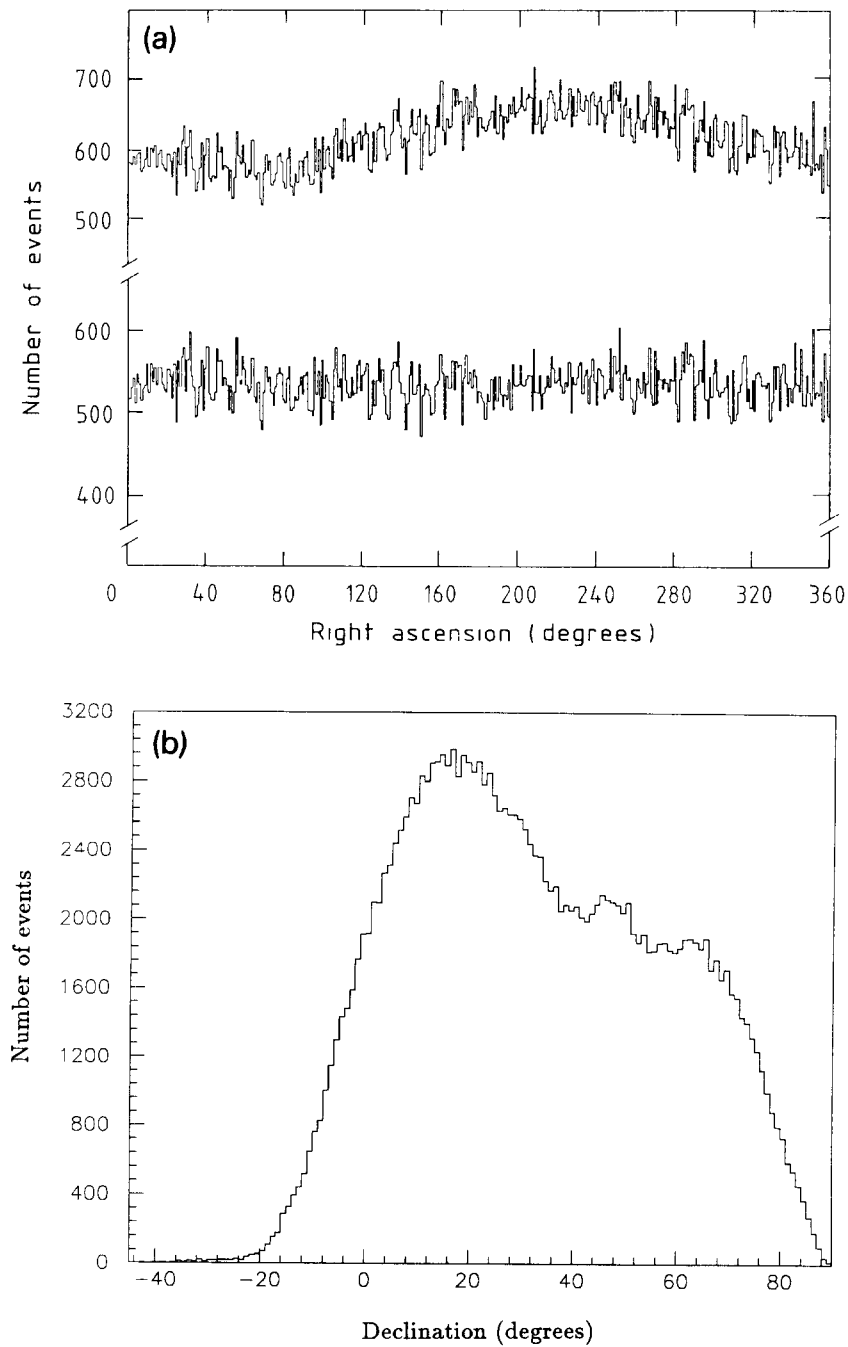 (a)
700
600
500
600
500
400
Number of events
0 40 80 120 160 200 240 280 320 360
Right ascension (degrees)
(b)
3200
2800
2400
2000
1600
1200
800
400
0
Number of events
−40 −20 0 20 40 60 80
Declination (degrees)